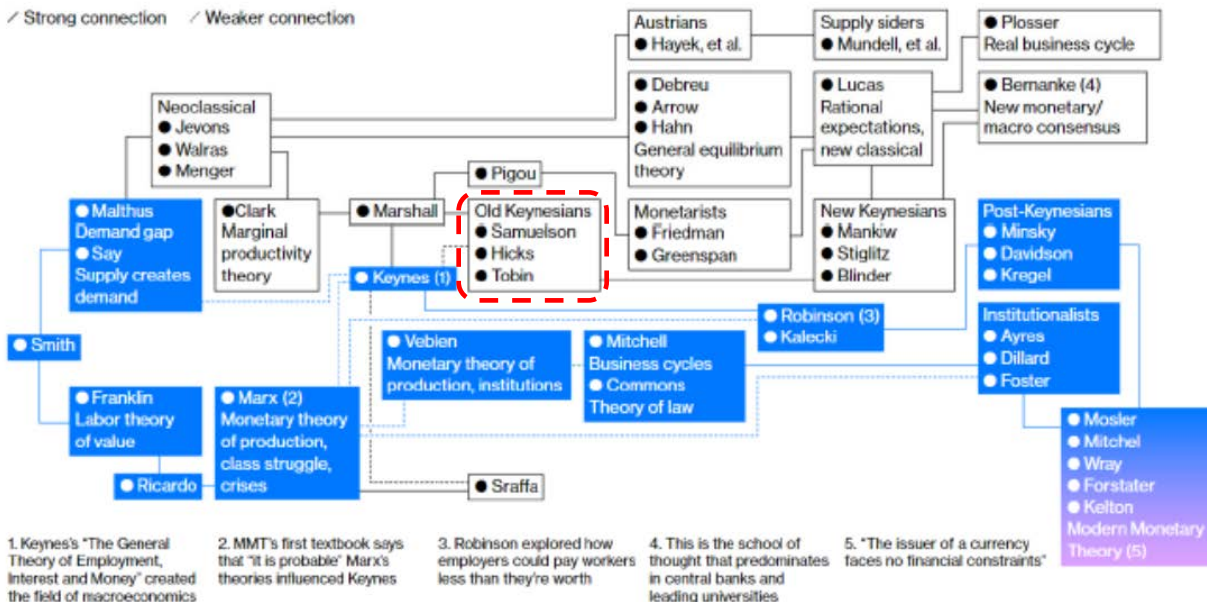 Strong connection
Weaker connection
Austrians
● Hayek, et al.
Supply siders
● Mundell, et al.
● Plosser
Real business cycle
● Debreu
● Arrow
● Hahn
General equilibrium
theory
● Lucas
Rational
expectations,
new classical
● Bernanke (4)
New monetary/
macro consensus
Neoclassical
● Jevons
● Walras
● Menger
● Pigou
● Malthus
Demand gap
● Say
Supply creates
demand
●Clark
Marginal
productivity
theory
● Marshall
Old Keynesians
● Samuelson
● Hicks
● Tobin
Monetarists
● Friedman
● Greenspan
New Keynesians
● Mankiw
● Stiglitz
● Blinder
Post-Keynesians
● Minsky
● Davidson
● Kregel
● Keynes (1)
● Robinson (3)
● Kalecki
Institutionalists
● Ayres
● Dillard
● Foster
● Smith
● Veblen
Monetary theory of
production, institutions
● Mitchell
Business cycles
● Commons
Theory of law
● Franklin
Labor theory
of value
● Marx (2)
Monetary theory
of production,
class struggle,
crises
● Ricardo
● Sraffa
● Mosler
● Mitchel
● Wray
● Forstater
● Kelton
Modern Monetary
Theory (5)
1. Keynes's "The General
Theory of Employment,
Interest and Money" created
the field of macroeconomics
2. MMT's first textbook says
that "it is probable" Marx's
theories influenced Keynes
3. Robinson explored how
employers could pay workers
less than they're worth
4. This is the school of
thought that predominates
in central banks and
leading universities
5. "The issuer of a currency
faces no financial constraints"